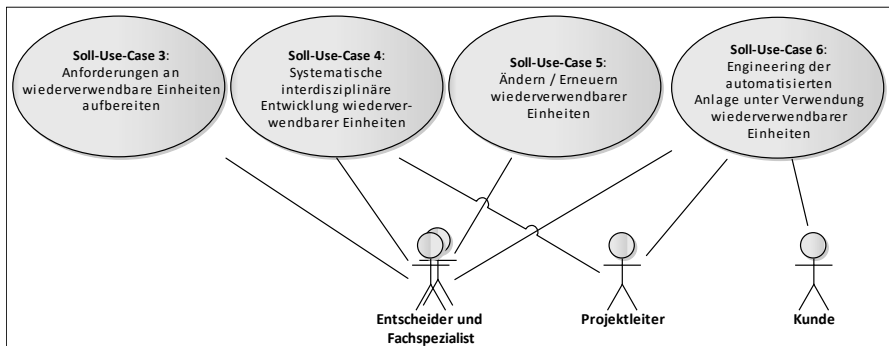 Soll-Use-Case 3:
Anforderungen an
wiederverwendbare Einheiten
aufbereiten
Soll-Use-Case 4:
Systematische
interdisziplinäre
Entwicklung wiederver-
wendbarer Einheiten
Soll-Use-Case 5:
Ändern / Erneuern
wiederverwendbarer
Einheiten
Soll-Use-Case 6:
Engineering der
automatisierten
Anlage unter Verwendung
wiederverwendbarer
Einheiten
Entscheider und
Fachspezialist
Projektleiter
Kunde